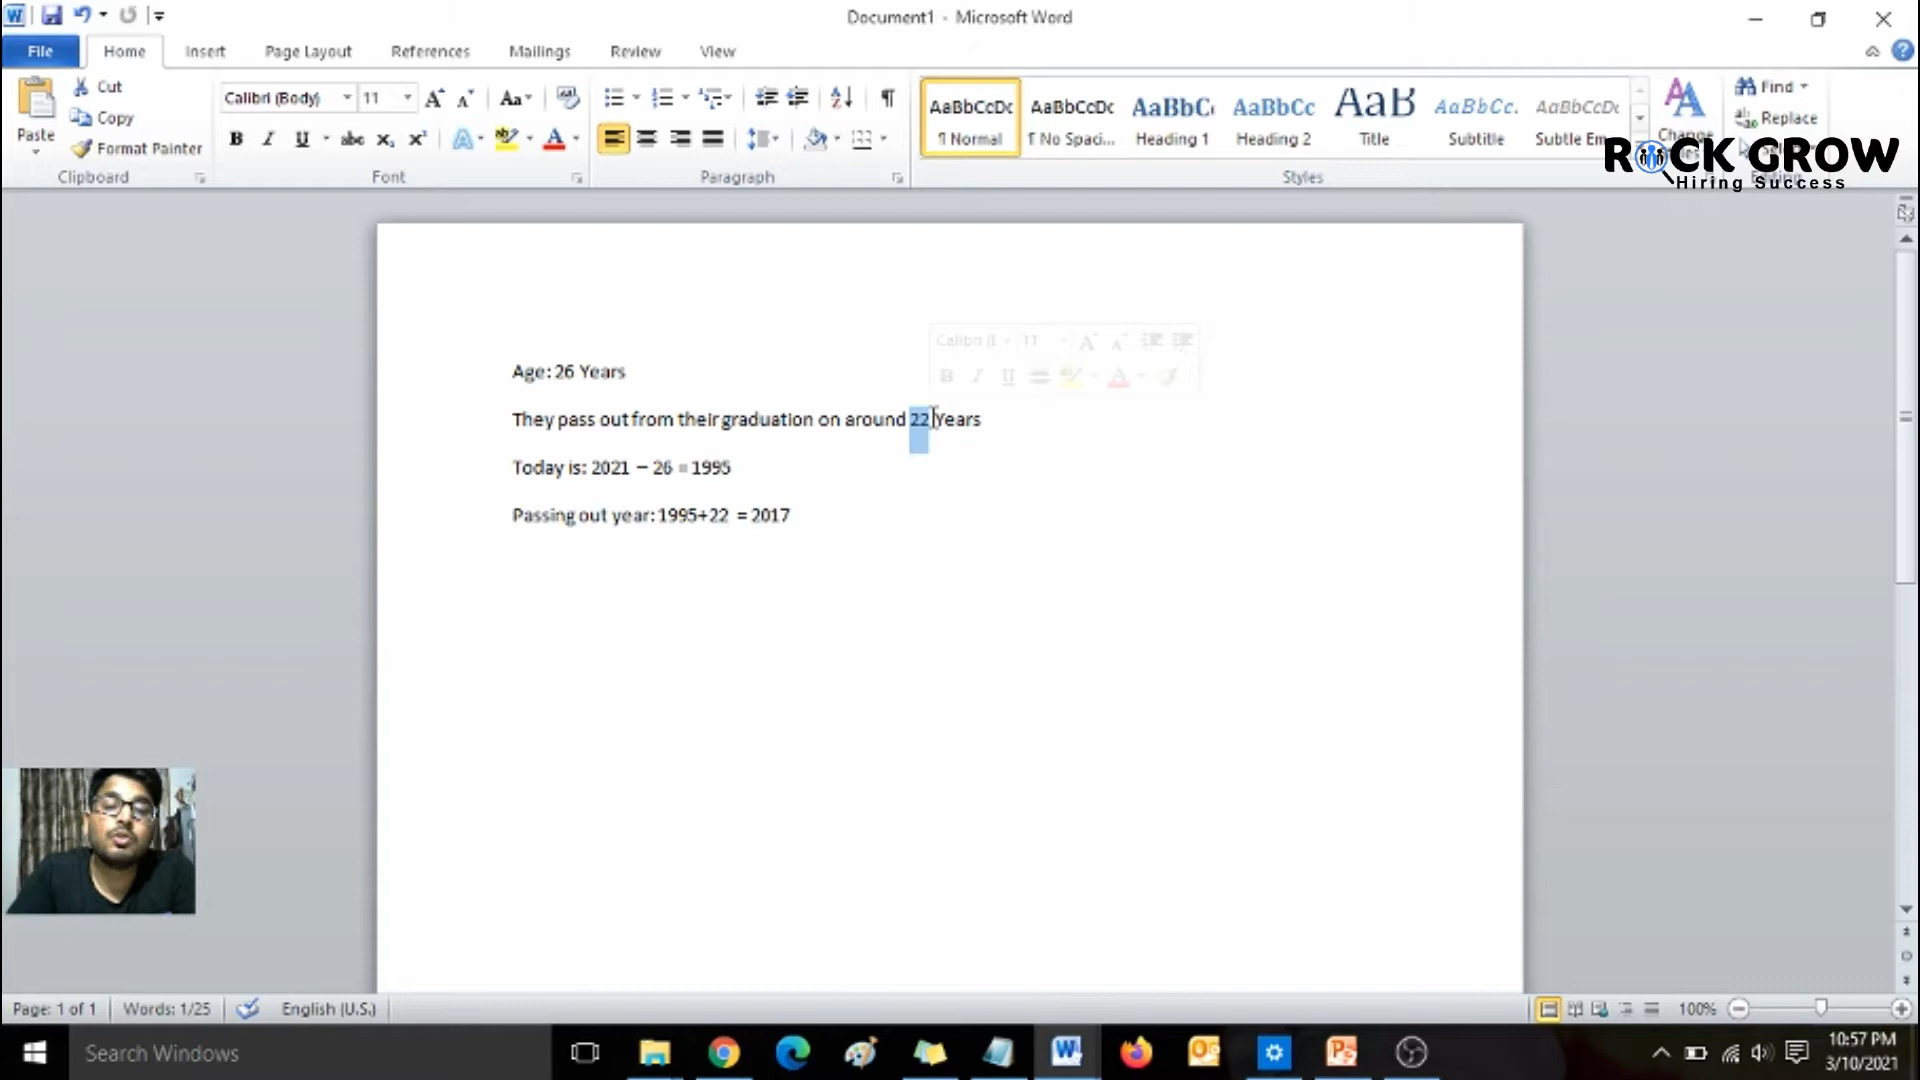 Document1 - Microsoft Word
File Home Insert Page Layout References Mailings Review View
Paste
Cut
Copy
Format Painter
Clipboard
Calibri (Body) 11
Font
Paragraph
AaBbCcDc AaBbCcDc AaBbC AaBbCc AaB AaBbCc. AaBbCcDc
¶ Normal ¶ No Spaci... Heading 1 Heading 2 Title Subtitle Subtle Em
Styles
Change
Find
Replace
ROCK GROW
Hiring Success
Age: 26 Years
They pass out from their graduation on around 22 Years
Today is: 2021 – 26 = 1995
Passing out year: 1995+22 = 2017
Page: 1 of 1 Words: 1/25 English (U.S.) 100%
Search Windows
10:57 PM
3/10/2021